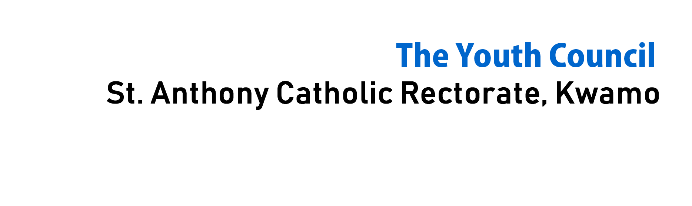 The Youth Council
St. Anthony Catholic Rectorate, Kwamo